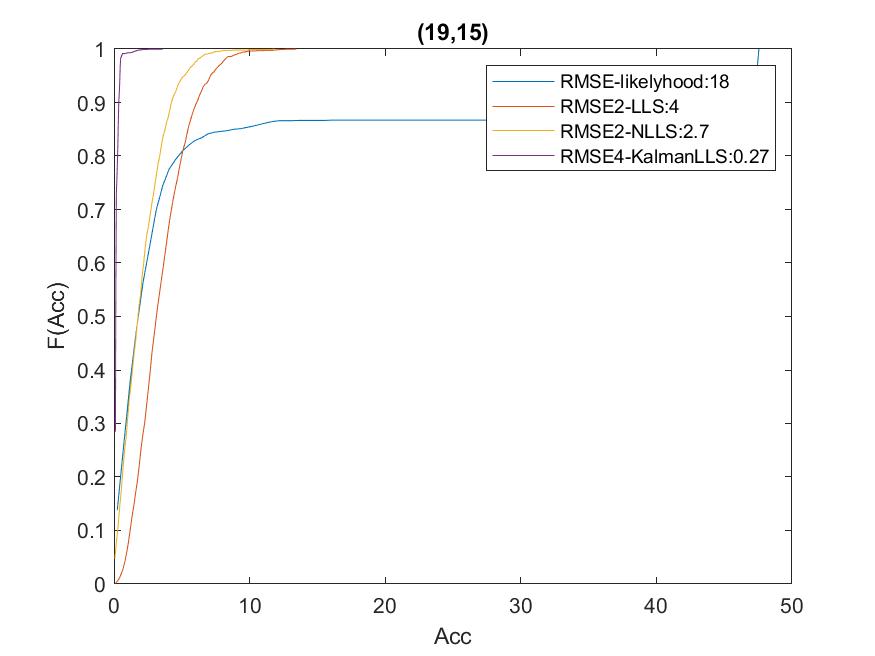 (19,15)
1
0.9
0.8
0.7
0.6
0.5
0.4
0.3
0.2
0.1
0
F(Acc)
RMSE-likelyhood:18
RMSE2-LLS:4
RMSE2-NLLS:2.7
RMSE4-KalmanLLS:0.27
0 10 20 30 40 50
Acc